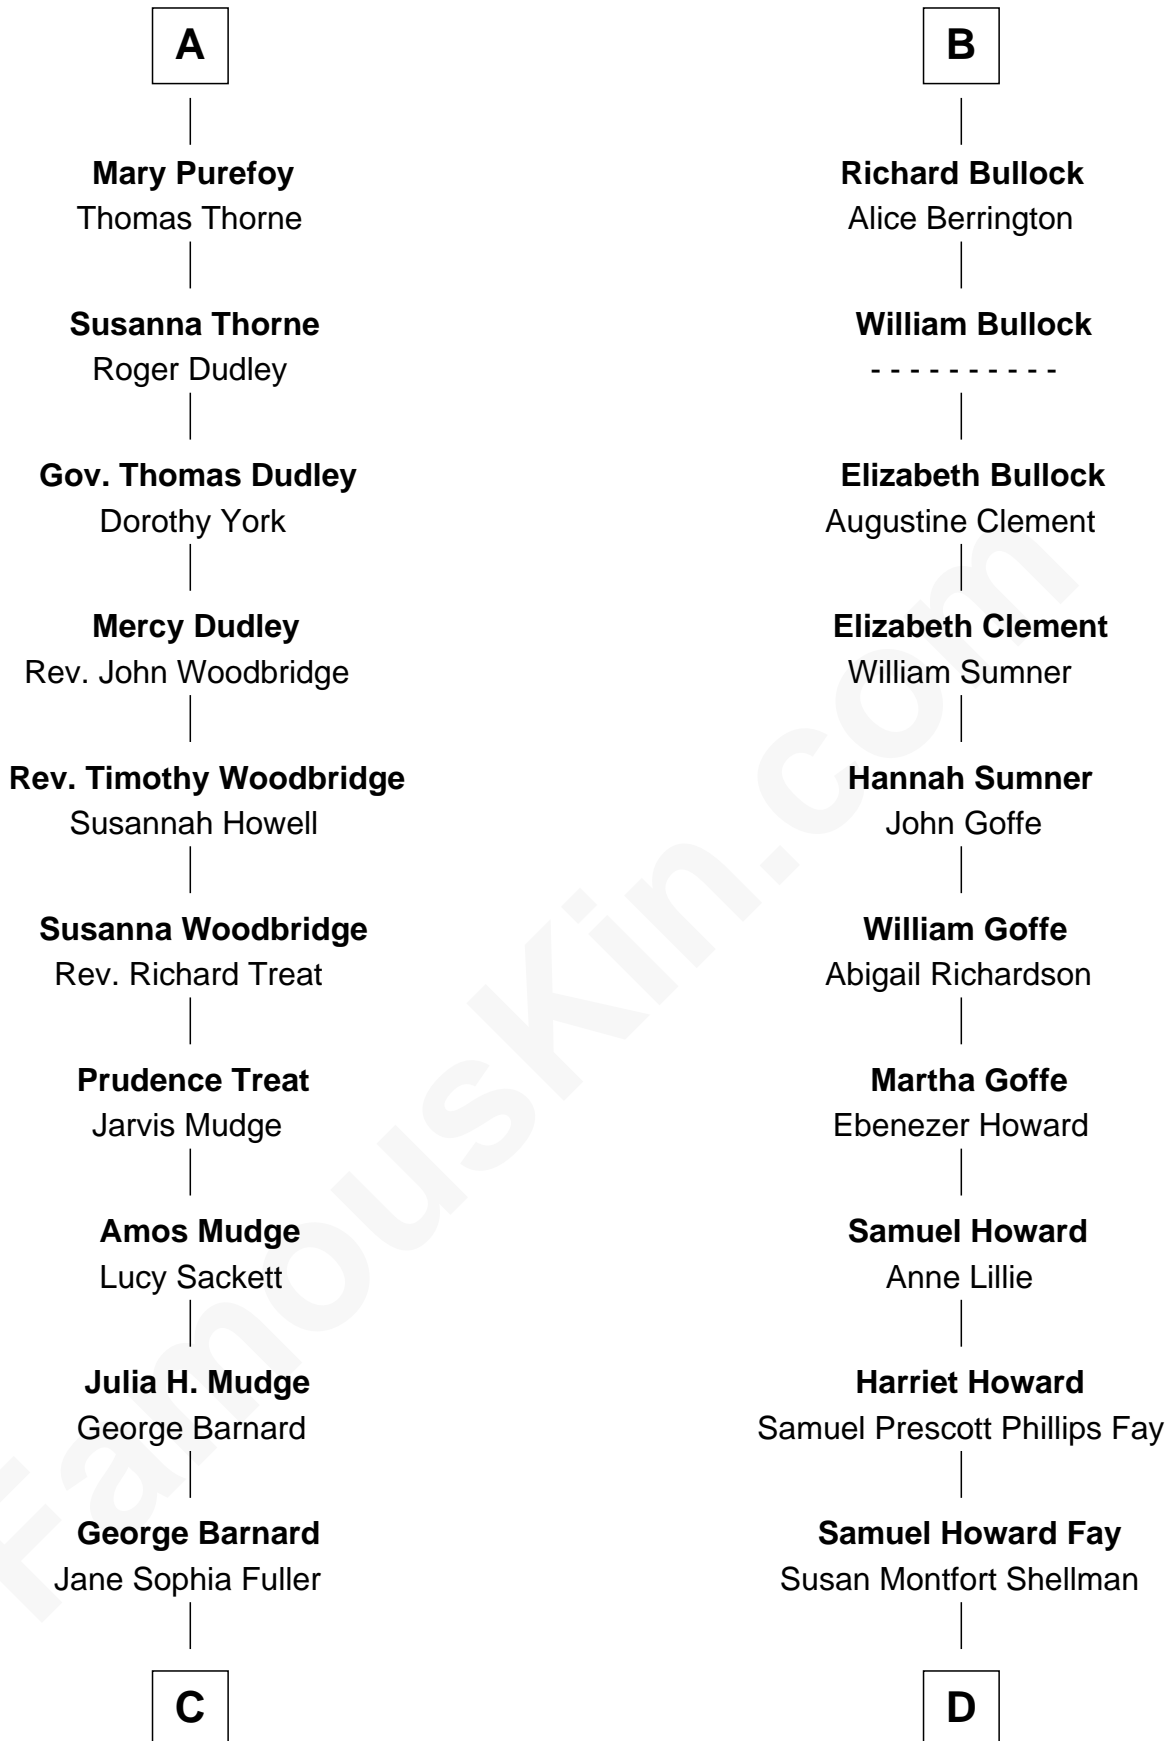 A
Mary Purefoy
Thomas Thorne
Susanna Thorne
Roger Dudley
Gov. Thomas Dudley
Dorothy York
Mercy Dudley
Rev. John Woodbridge
Rev. Timothy Woodbridge
Susannah Howell
Susanna Woodbridge
Rev. Richard Treat
Prudence Treat
Jarvis Mudge
Amos Mudge
Lucy Sackett
Julia H. Mudge
George Barnard
George Barnard
Jane Sophia Fuller
C
B
Richard Bullock
Alice Berrington
William Bullock
- - - - - - - - - -
Elizabeth Bullock
Augustine Clement
Elizabeth Clement
William Sumner
Hannah Sumner
John Goffe
William Goffe
Abigail Richardson
Martha Goffe
Ebenezer Howard
Samuel Howard
Anne Lillie
Harriet Howard
Samuel Prescott Phillips Fay
Samuel Howard Fay
Susan Montfort Shellman
D
FamousKin.com